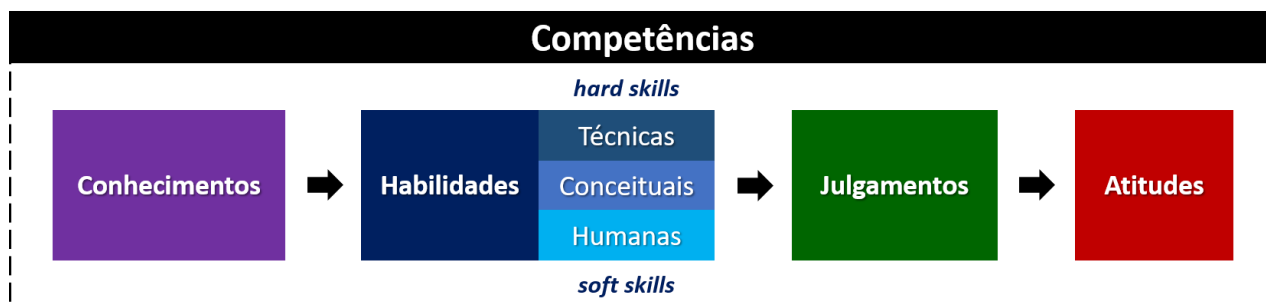 Competências
hard skills
Conhecimentos
Habilidades
Técnicas
Conceituais
Humanas
Julgamentos
Atitudes
soft skills